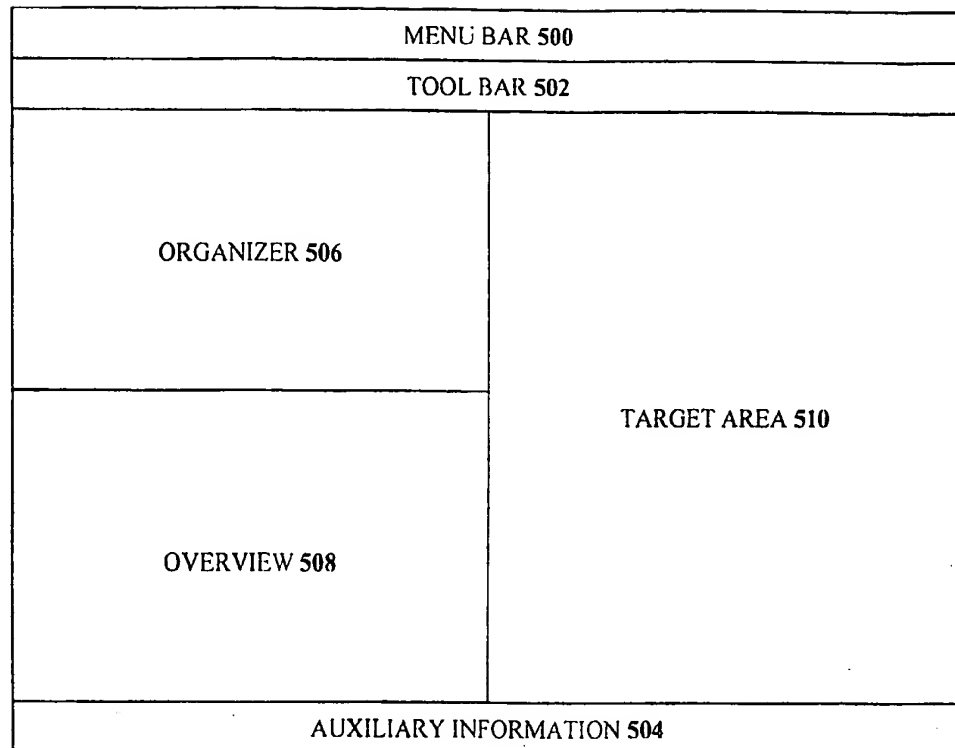 MENU BAR 500
TOOL BAR 502
ORGANIZER 506
TARGET AREA 510
OVERVIEW 508
AUXILIARY INFORMATION 504